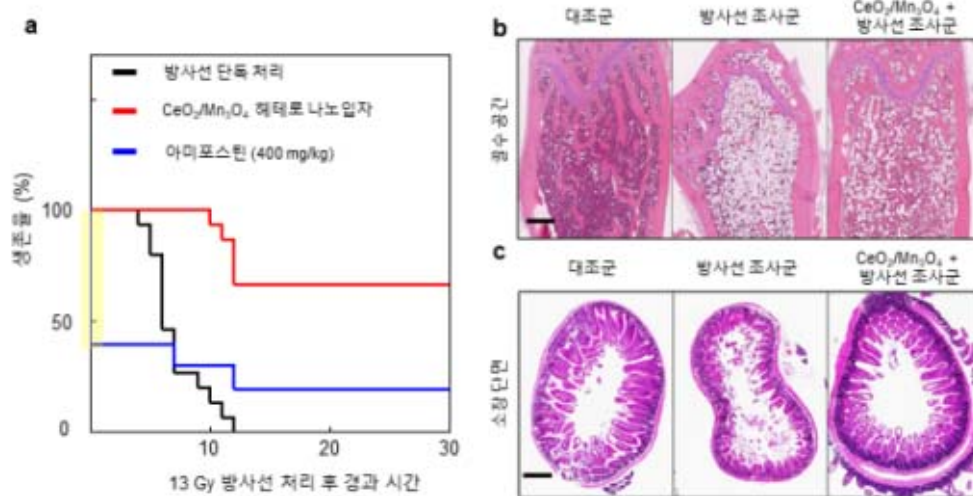 a
방사선 단독 처리
CeO₂/Mn₃O₄ 헤테로 나노입자
아미포스틴 (400 mg/kg)
생존율 (%)
100
50
0
10
20
30
13 Gy 방사선 처리 후 경과 시간
b
대조군
방사선 조사군
CeO₂/Mn₃O₄ +
방사선 조사군
골수 공간
c
대조군
방사선 조사군
CeO₂/Mn₃O₄ +
방사선 조사군
소장 단면